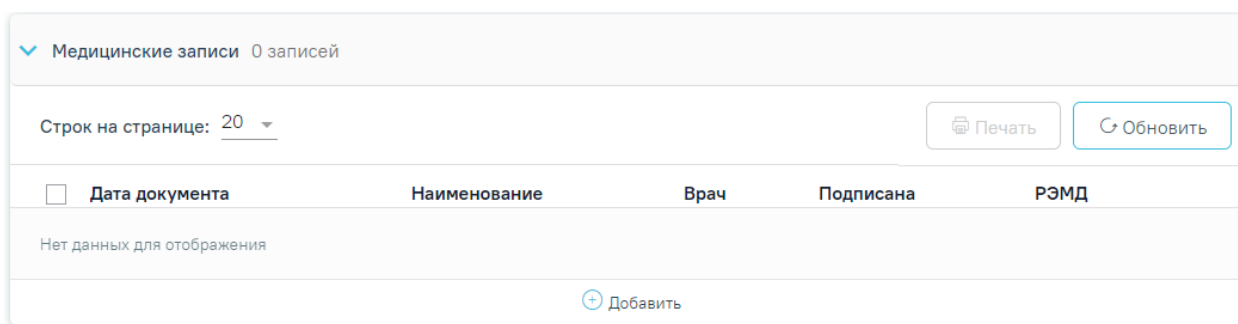 Медицинские записи 0 записей
Строк на странице: 20 Печать Обновить
Дата документа Наименование Врач Подписана РЭМД
Нет данных для отображения
Добавить